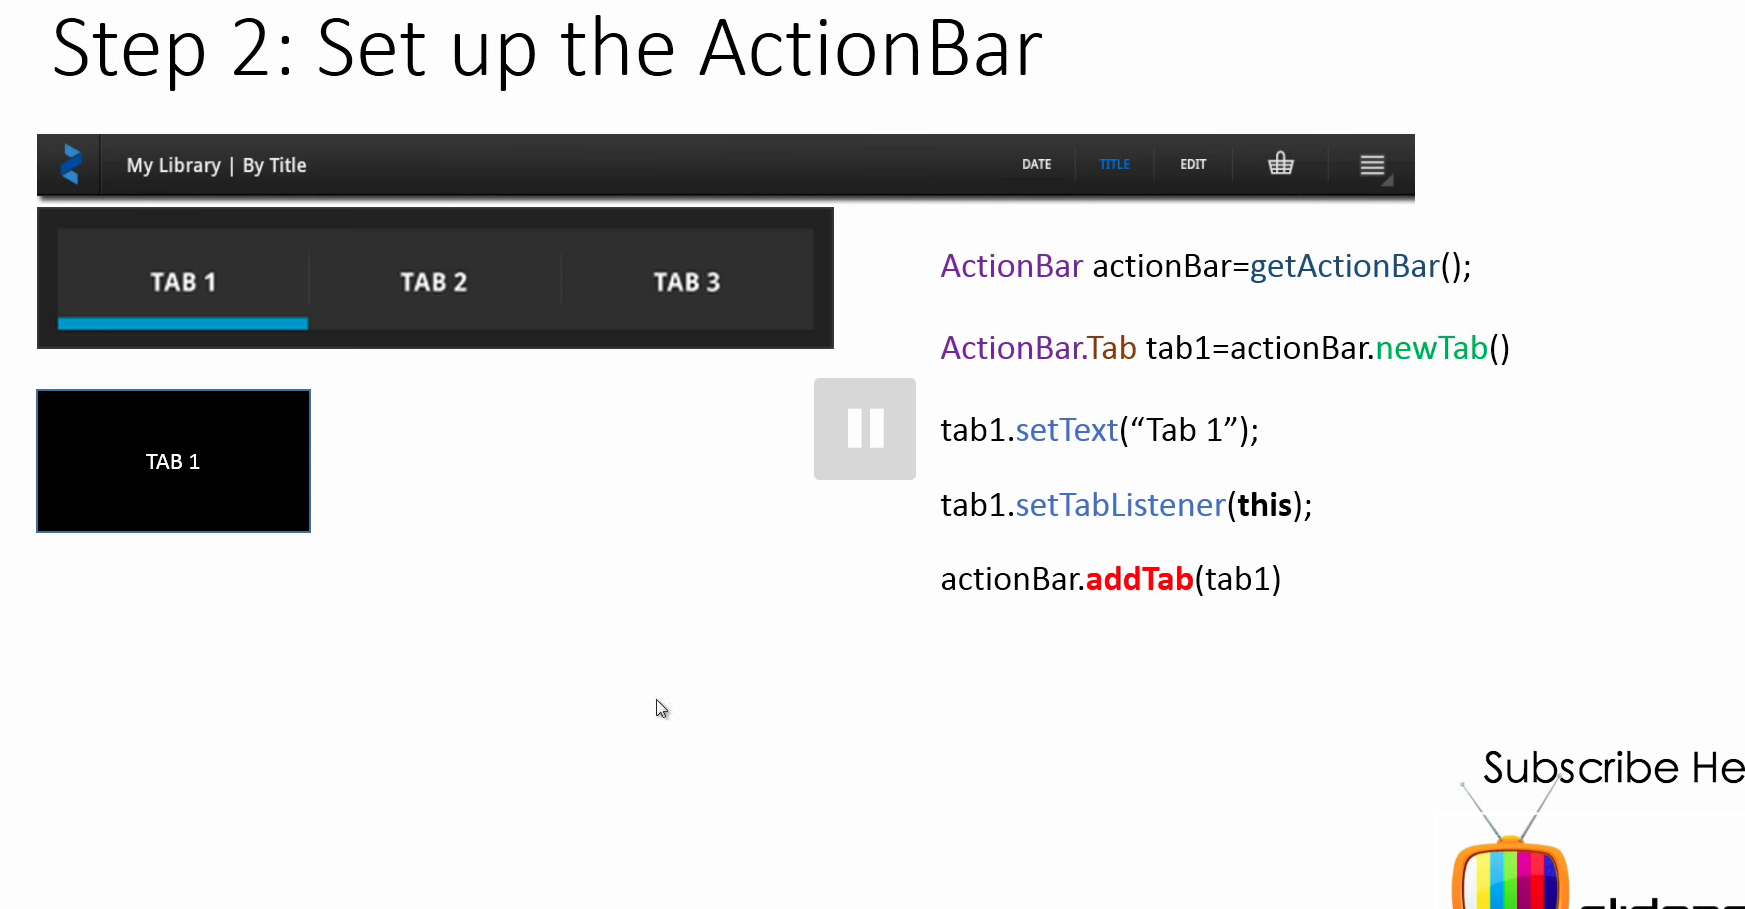 Step 2: Set up the ActionBar
My Library | By Title
DATE
TITLE
EDIT
TAB 1
TAB 2
TAB 3
TAB 1
ActionBar actionBar=getActionBar();
ActionBar.Tab tab1=actionBar.newTab()
tab1.setText(“Tab 1”);
tab1.setTabListener(this);
actionBar.addTab(tab1)
Subscribe He